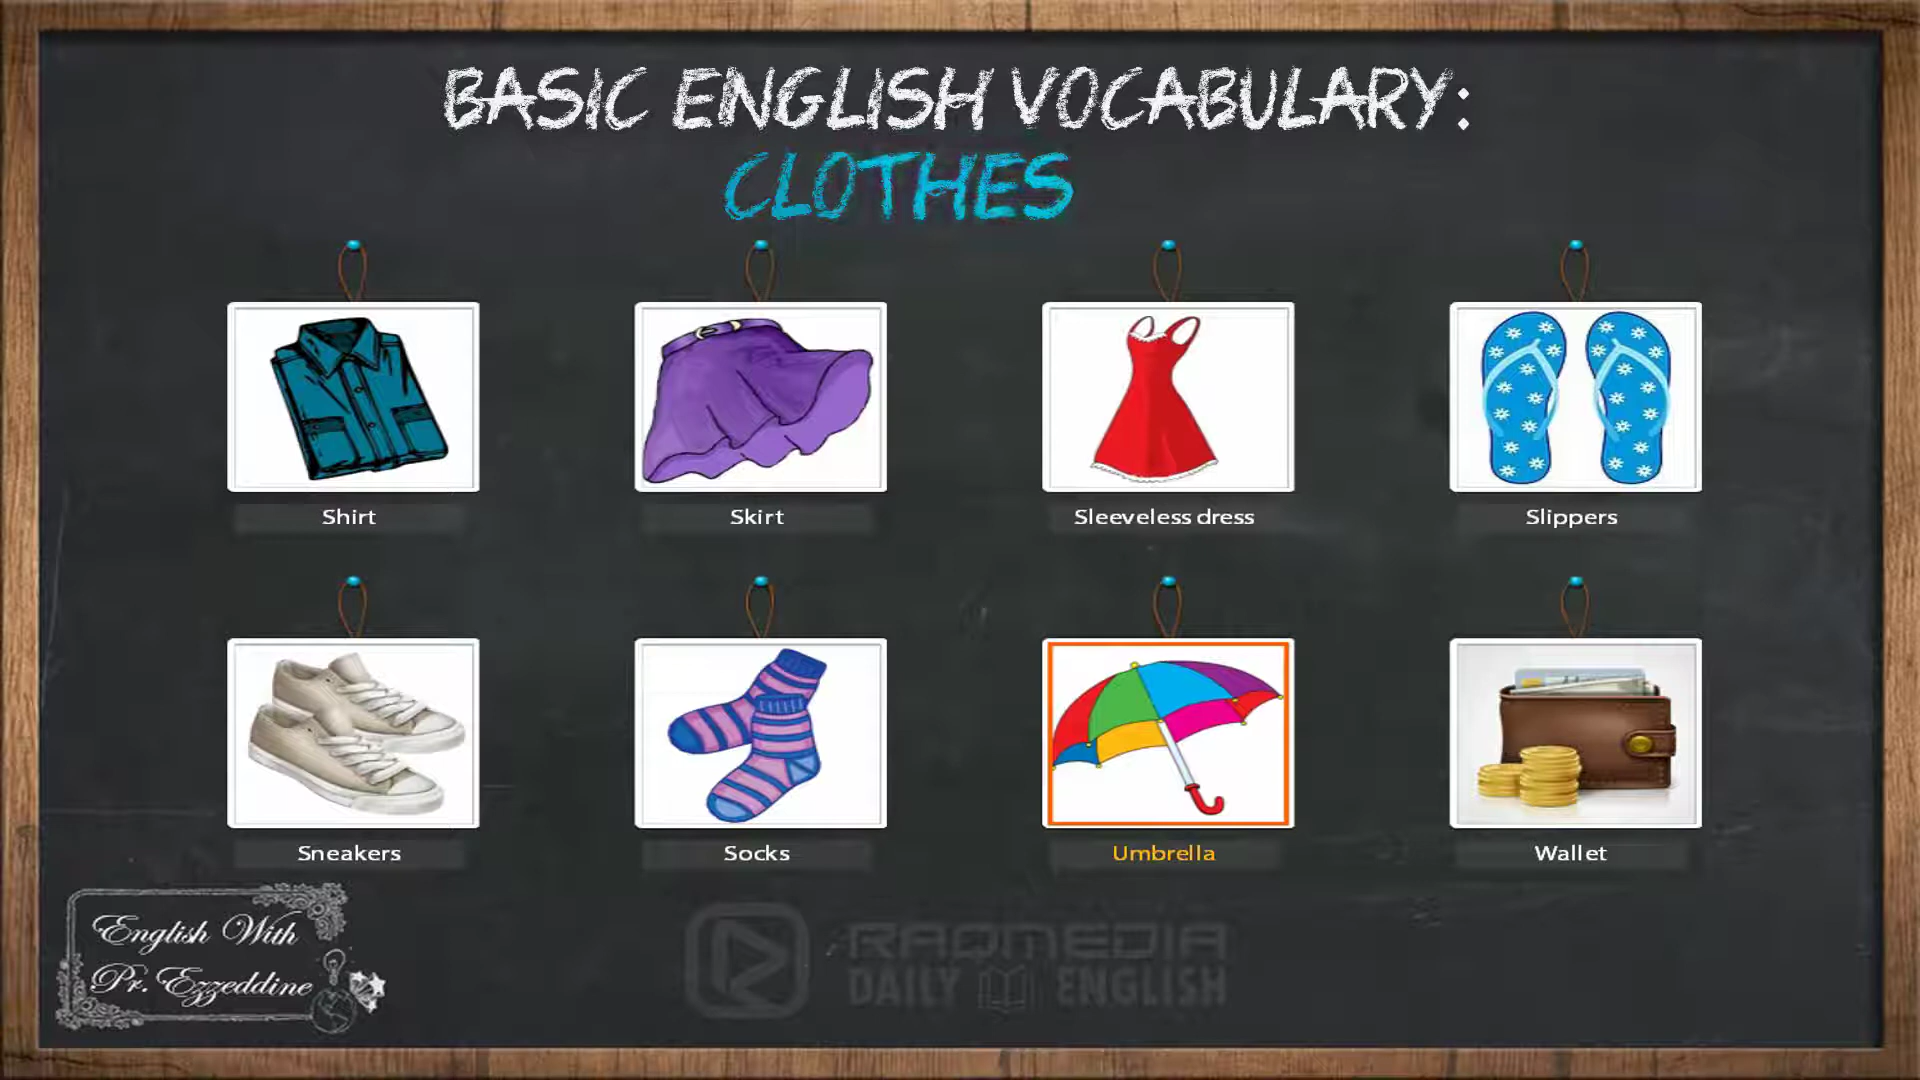 BASIC ENGLISH VOCABULARY:
CLOTHES
Shirt
Skirt
Sleeveless dress
Slippers
Sneakers
Socks
Umbrella
Wallet
English With
Pr. Ezzeddine
RAQMEDIA
DAILY ENGLISH